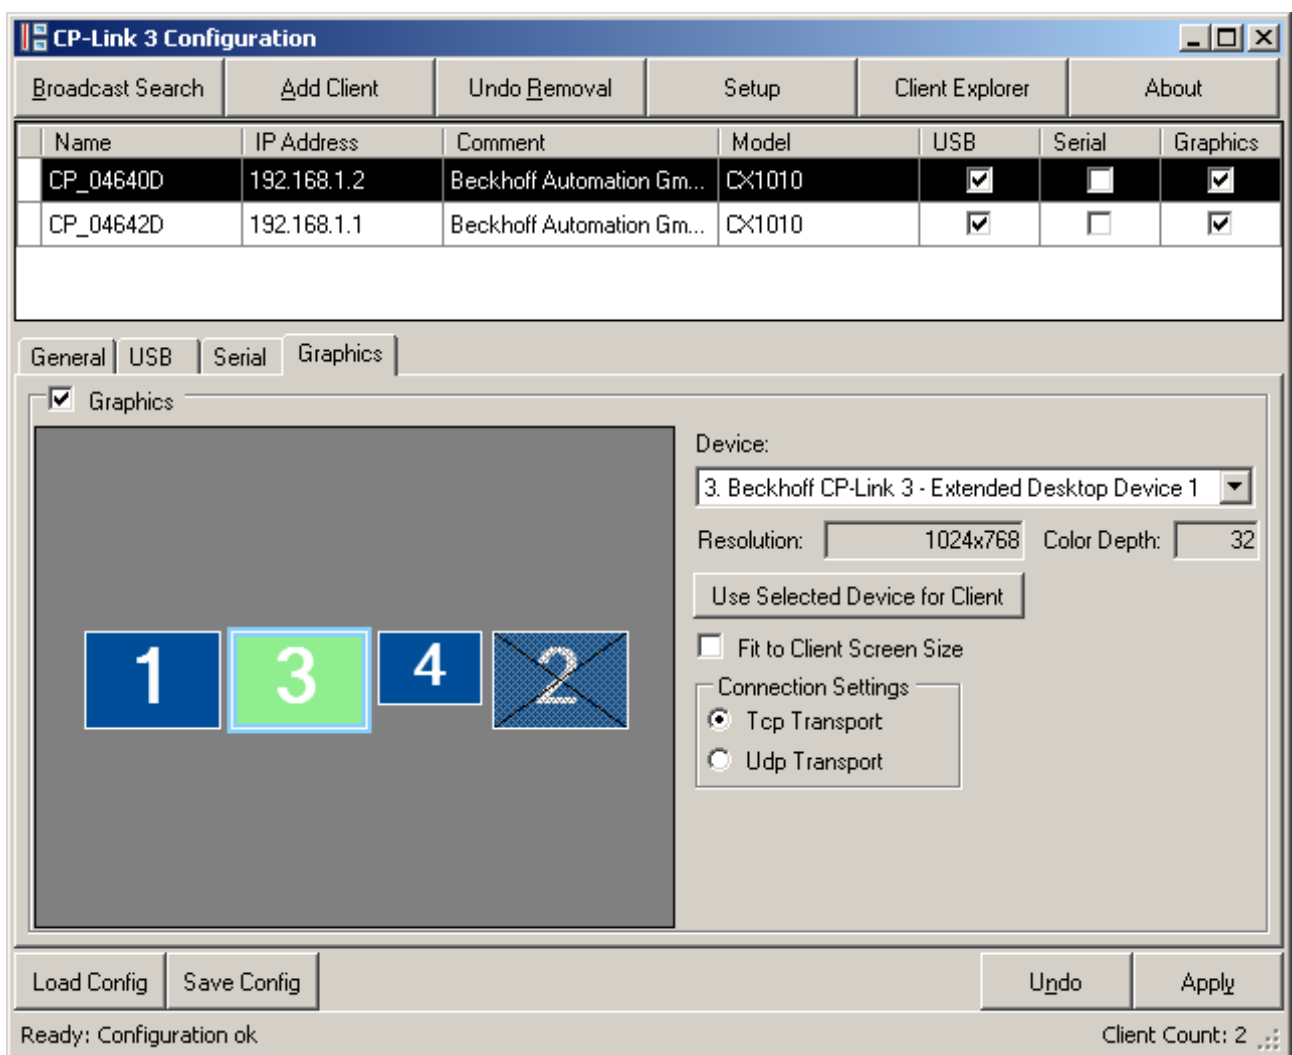 CP-Link 3 Configuration
Broadcast Search Add Client Undo Removal Setup Client Explorer About
Name IP Address Comment Model USB Serial Graphics
CP_04640D 192.168.1.2 Beckhoff Automation Gm... CX1010
CP_04642D 192.168.1.1 Beckhoff Automation Gm... CX1010
General USB Serial Graphics
Graphics
Device:
3. Beckhoff CP-Link 3 - Extended Desktop Device 1
Resolution: 1024x768 Color Depth: 32
Use Selected Device for Client
Fit to Client Screen Size
1 3 4 2
Connection Settings
Tcp Transport
Udp Transport
Load Config Save Config Undo Apply
Ready: Configuration ok Client Count: 2